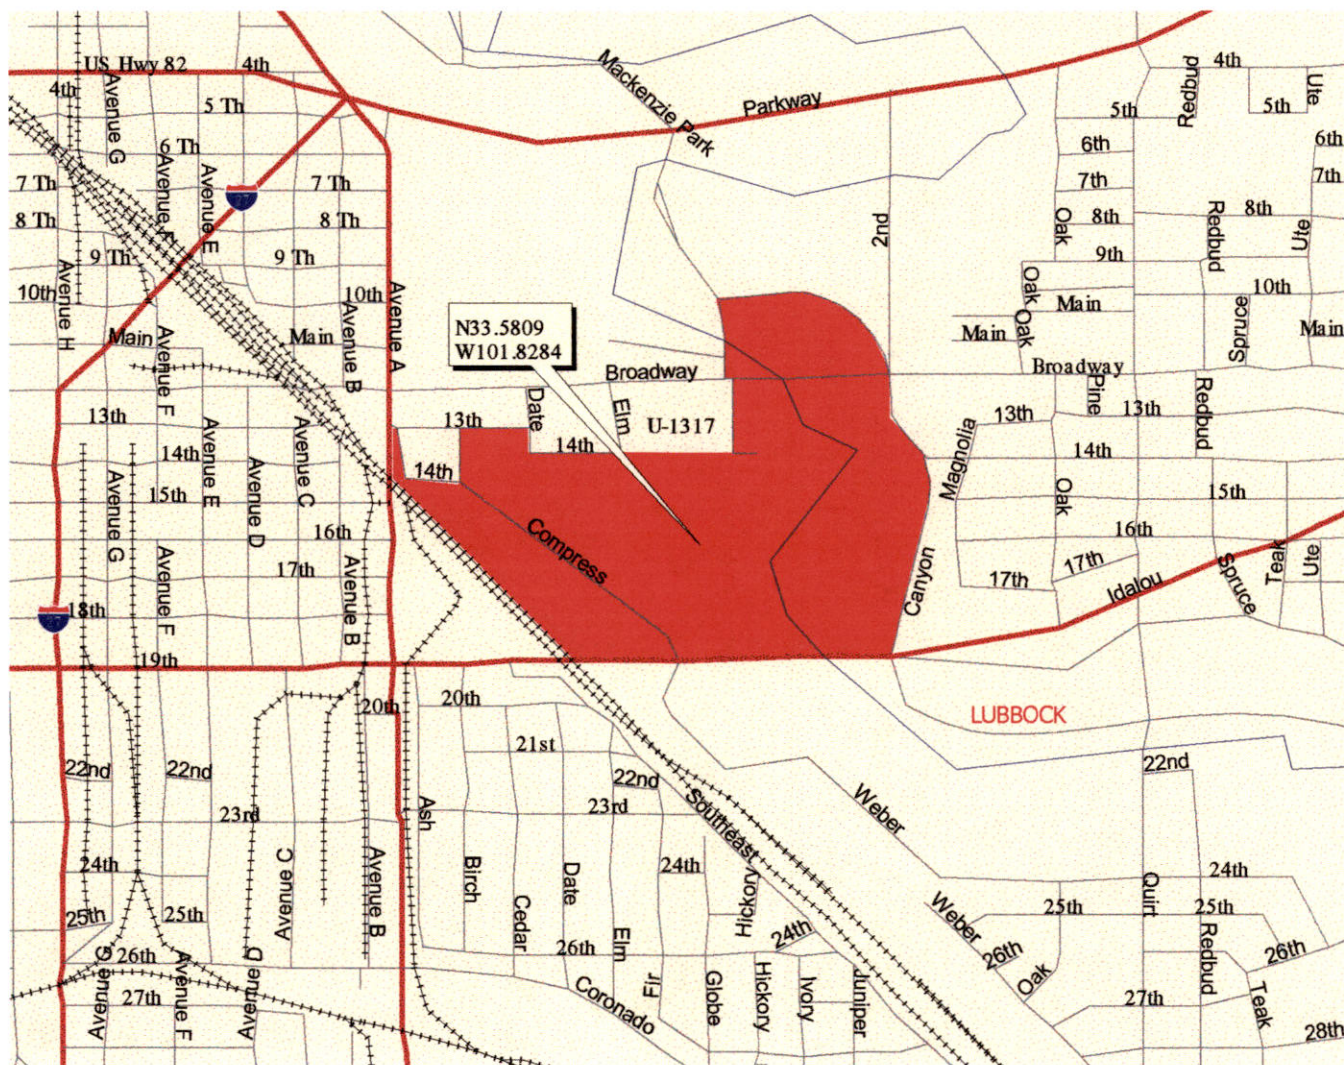 US Hwy 82
4th
4th
Avenue G
5 Th
Mackenzie Park
Parkway
4th
Redbud
Ute
5th
5th
6 Th
6th
6th
7 Th
Avenue F
Avenue E
27
7 Th
7th
7th
8 Th
8 Th
2nd
Oak
8th
Redbud
8th
Ute
9 Th
9 Th
9th
10th
Avenue H
10th
Avenue A
Avenue B
Oak
Main
10th
Main
Avenue F
Main
N33.5809
W101.8284
Main
Oak
Spruce
Main
Broadway
Broadway
13th
Avenue F
Avenue E
Avenue C
13th
Date
Elm
U-1317
Magnolia
13th
Pine
13th
Redbud
14th
14th
14th
14th
Avenue G
15th
Avenue D
Oak
15th
16th
Compress
16th
Avenue F
17th
Avenue B
Canyon
17th
17th
Idalou
Spruce
Teak
Ute
27
18th
19th
20th
20th
LUBBOCK
21st
22nd
22nd
22nd
22nd
23rd
Ash
23rd
Southeast
Weber
24th
Avenue C
Avenue B
Birch
Date
24th
Hickory
Quirt
24th
25th
25th
Cedar
Weber
25th
25th
Avenue G
26th
Avenue F
Avenue D
26th
Elm
24th
26th
Redbud
26th
27th
Coronado
Fir
Globe
Hickory
Ivory
Juniper
Oak
27th
Teak
28th